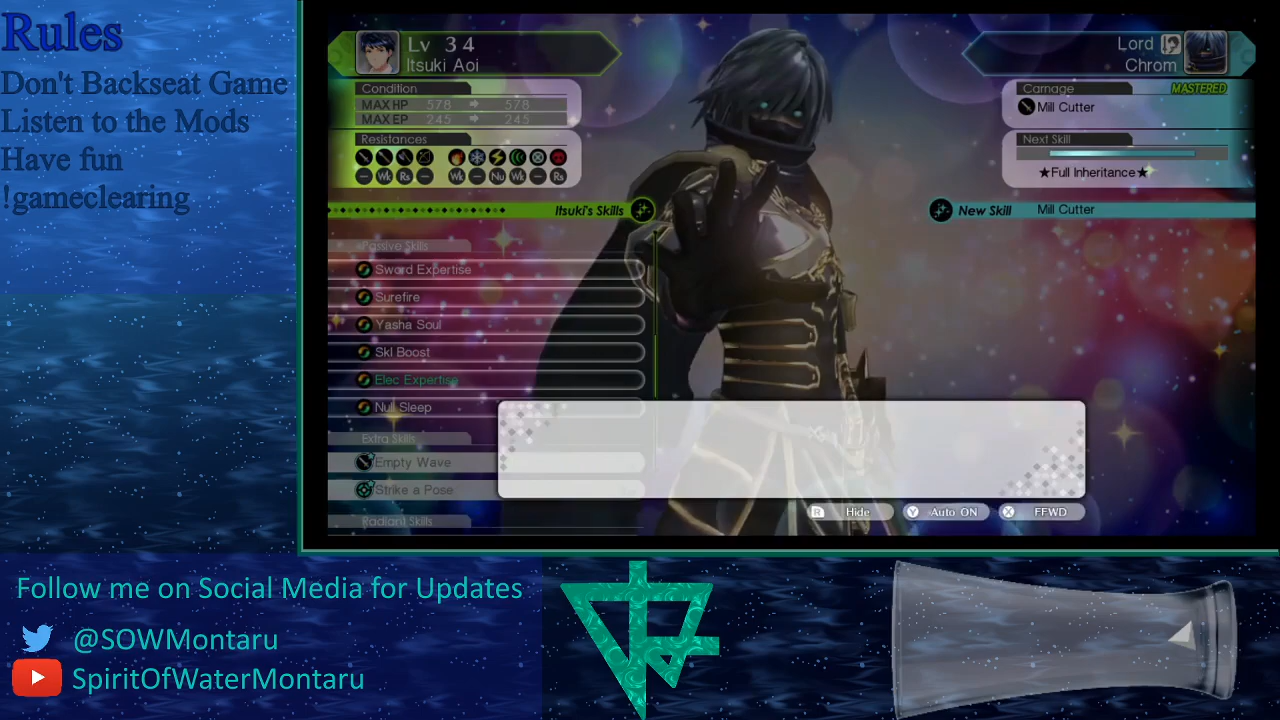 Rules
Don't Backseat Game
Listen to the Mods
Have fun
!gameclearing
Lv 34
Itsuki Aoi
Condition
MAX HP 578 578
MAX EP 245 245
Resistances
– Wk Rs – Wk – Nu Wk – Rs
Itsuki's Skills
Passive Skills
Sword Expertise
Surefire
Yasha Soul
Skl Boost
Elec Expertise
Null Sleep
Extra Skills
Empty Wave
Strike a Pose
Radiant Skills
Lord
Chrom
Carnage MASTERED
Mill Cutter
Next Skill
★Full Inheritance★
New Skill Mill Cutter
R Hide Y Auto ON X FFWD
Follow me on Social Media for Updates
@SOWMontaru
SpiritOfWaterMontaru